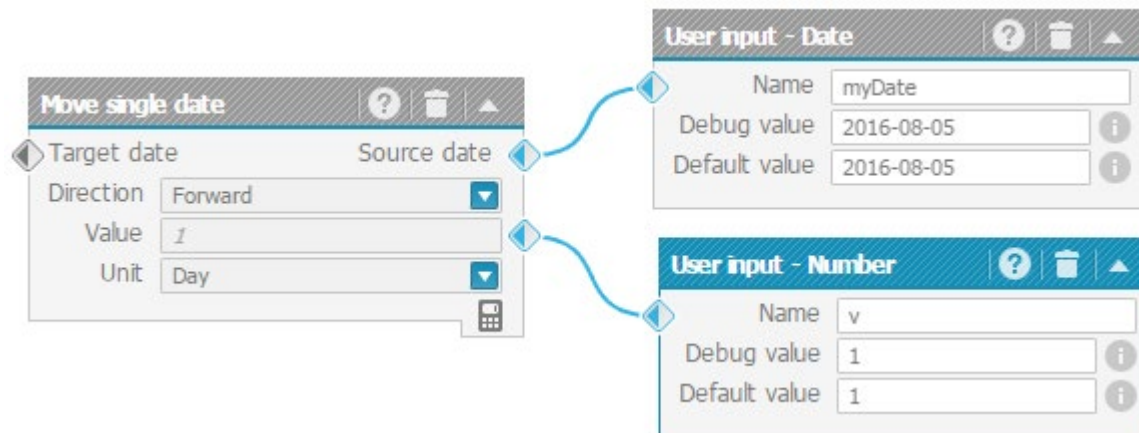 Move single date
Target date Source date
Direction Forward
Value 1
Unit Day
User input - Date
Name myDate
Debug value 2016-08-05
Default value 2016-08-05
User input - Number
Name v
Debug value 1
Default value 1